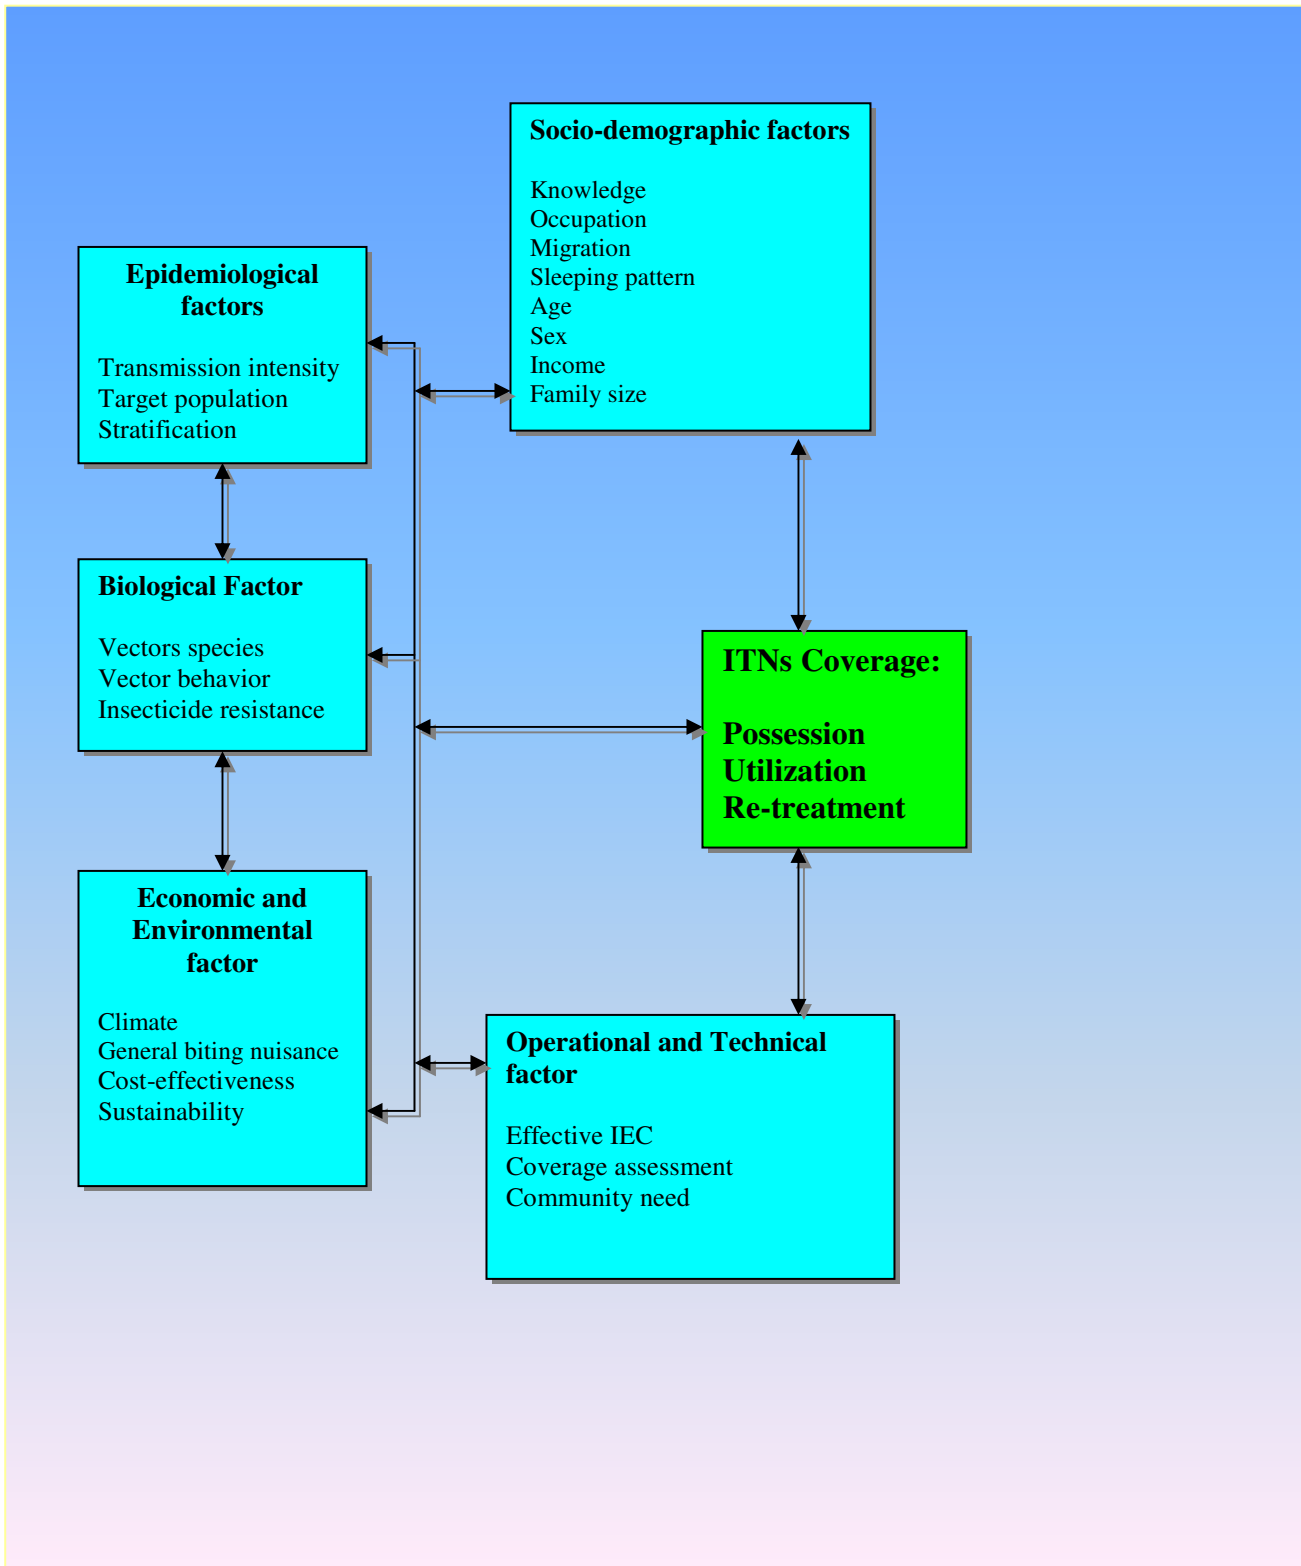 Socio-demographic factors
Knowledge
Occupation
Migration
Sleeping pattern
Age
Sex
Income
Family size
Epidemiological
factors
Transmission intensity
Target population
Stratification
Biological Factor
Vectors species
Vector behavior
Insecticide resistance
ITNs Coverage:
Possession
Utilization
Re-treatment
Economic and
Environmental
factor
Climate
General biting nuisance
Cost-effectiveness
Sustainability
Operational and Technical
factor
Effective IEC
Coverage assessment
Community need